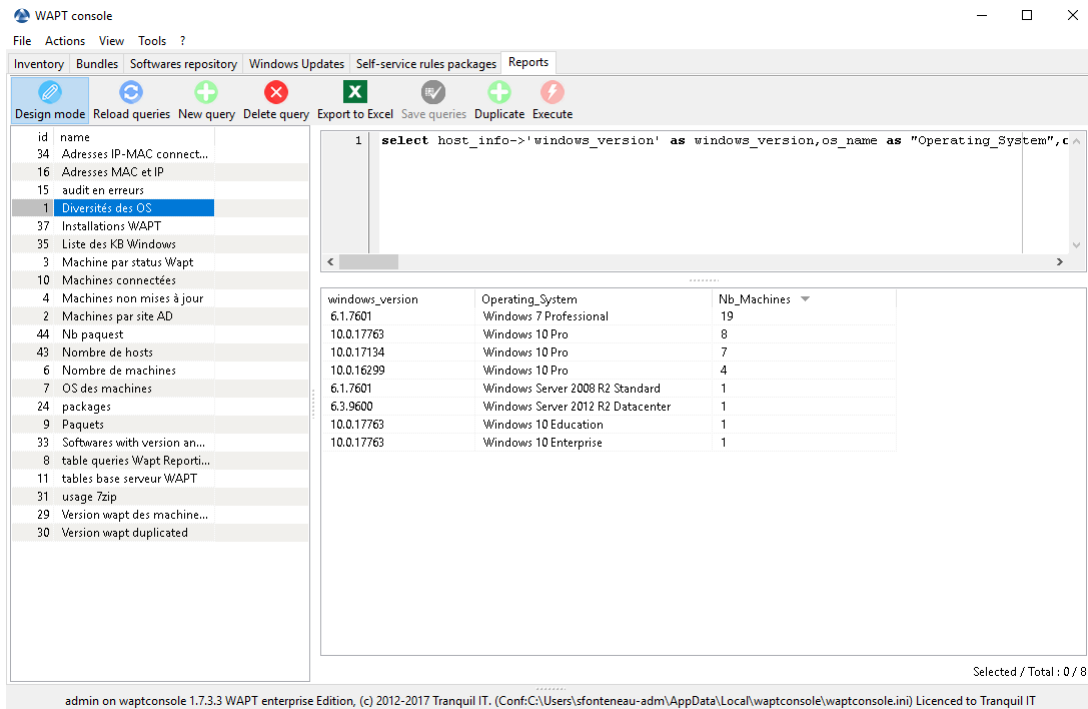 WAPT console
File Actions View Tools ?
Inventory Bundles Softwares repository Windows Updates Self-service rules packages Reports
Design mode Reload queries New query Delete query Export to Excel Save queries Duplicate Execute
id name
34 Adresses IP-MAC connect...
16 Adresses MAC et IP
15 audit en erreurs
1 Diversités des OS
37 Installations WAPT
35 Liste des KB Windows
3 Machine par status Wapt
10 Machines connectées
4 Machines non mises à jour
2 Machines par site AD
44 Nb paquest
43 Nombre de hosts
6 Nombre de machines
7 OS des machines
24 packages
9 Paquets
33 Softwares with version an...
8 table queries Wapt Reporti...
11 tables base serveur WAPT
31 usage 7zip
29 Version wapt des machine...
30 Version wapt duplicated
1 select host_info->'windows_version' as windows_version,os_name as "Operating_System",c
windows_version Operating_System Nb_Machines
6.1.7601 Windows 7 Professional 19
10.0.17763 Windows 10 Pro 8
10.0.17134 Windows 10 Pro 7
10.0.16299 Windows 10 Pro 4
6.1.7601 Windows Server 2008 R2 Standard 1
6.3.9600 Windows Server 2012 R2 Datacenter 1
10.0.17763 Windows 10 Education 1
10.0.17763 Windows 10 Enterprise 1
Selected / Total : 0 / 8
admin on waptconsole 1.7.3.3 WAPT enterprise Edition, (c) 2012-2017 Tranquil IT. (Conf:C:\Users\sfonteneau-adm\AppData\Local\waptconsole\waptconsole.ini) Licenced to Tranquil IT